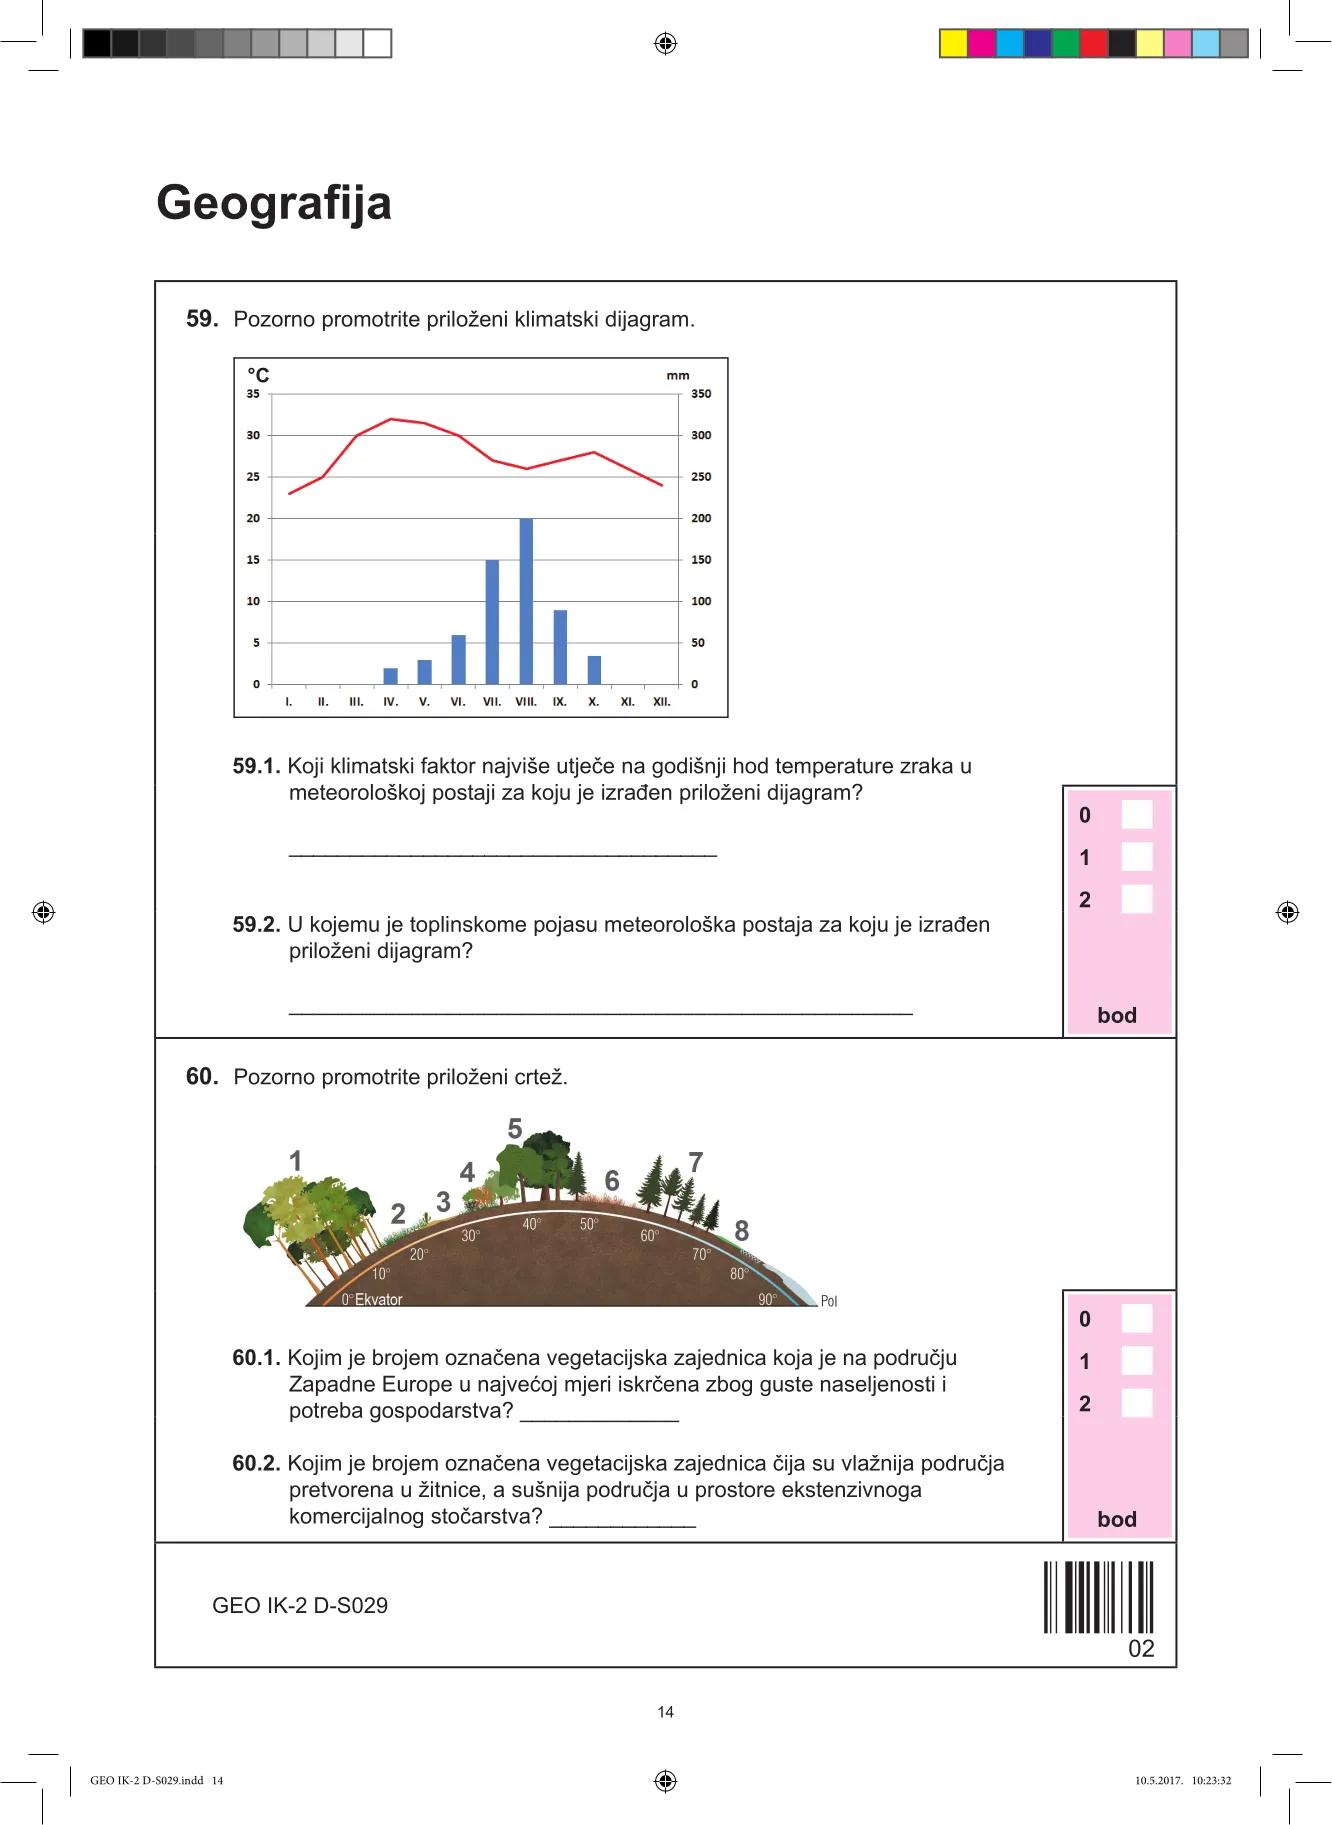 Geografija
59. Pozorno promotrite priloženi klimatski dijagram.
°C mm
35 350
30 300
25 250
20 200
15 150
10 100
5 50
0 0
I. II. III. IV. V. VI. VII. VIII. IX. X. XI. XII.
59.1. Koji klimatski faktor najviše utječe na godišnji hod temperature zraka u
meteorološkoj postaji za koju je izrađen priloženi dijagram?
0
1
2
bod
59.2. U kojemu je toplinskome pojasu meteorološka postaja za koju je izrađen
priloženi dijagram?
60. Pozorno promotrite priloženi crtež.
1 2 3 4 5 6 7 8
0° Ekvator 10° 20° 30° 40° 50° 60° 70° 80° 90° Pol
60.1. Kojim je brojem označena vegetacijska zajednica koja je na području
Zapadne Europe u najvećoj mjeri iskrčena zbog guste naseljenosti i
potreba gospodarstva?
60.2. Kojim je brojem označena vegetacijska zajednica čija su vlažnija područja
pretvorena u žitnice, a sušnija područja u prostore ekstenzivnoga
komercijalnog stočarstva?
0
1
2
bod
GEO IK-2 D-S029
02
14
GEO IK-2 D-S029.indd 14 10.5.2017. 10:23:32